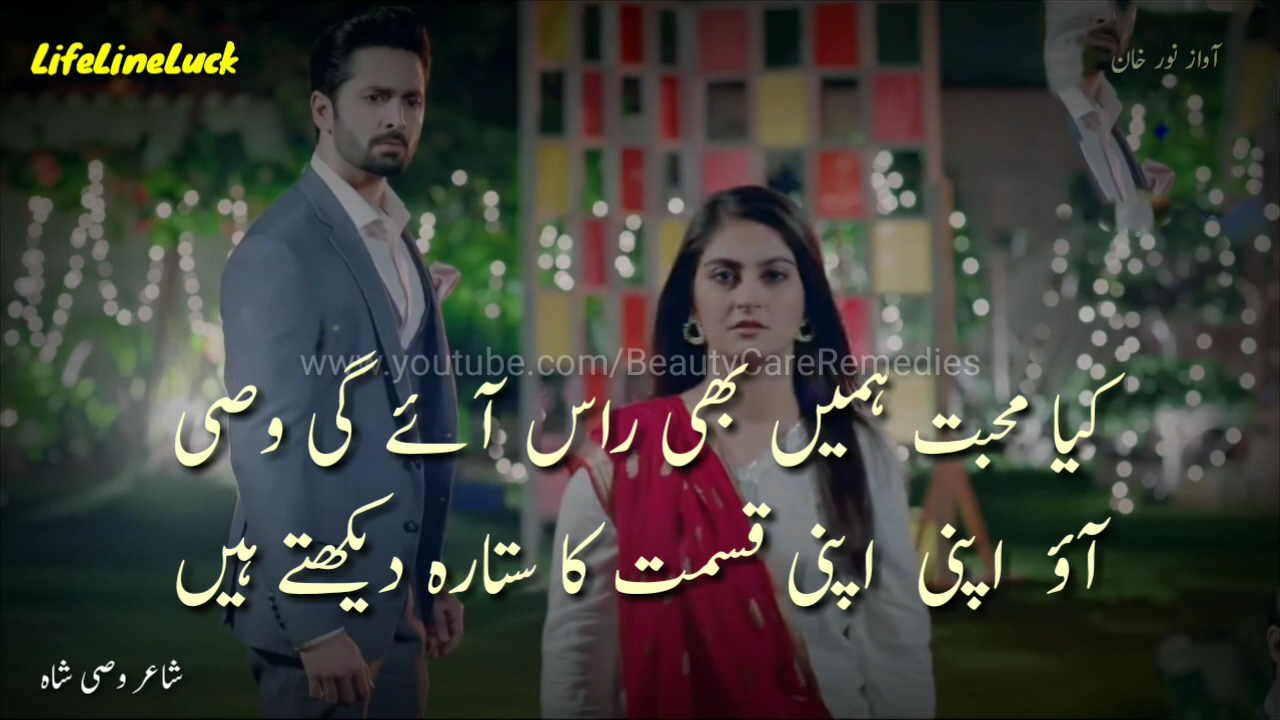 LifeLineLuck
آواز نور خان
www.youtube.com/BeautyCareRemedies
کیا محبت ہمیں بھی راس آئے گی وصی
آؤ اپنی اپنی قسمت کا ستارہ دیکھتے ہیں
شاعر وصی شاہ